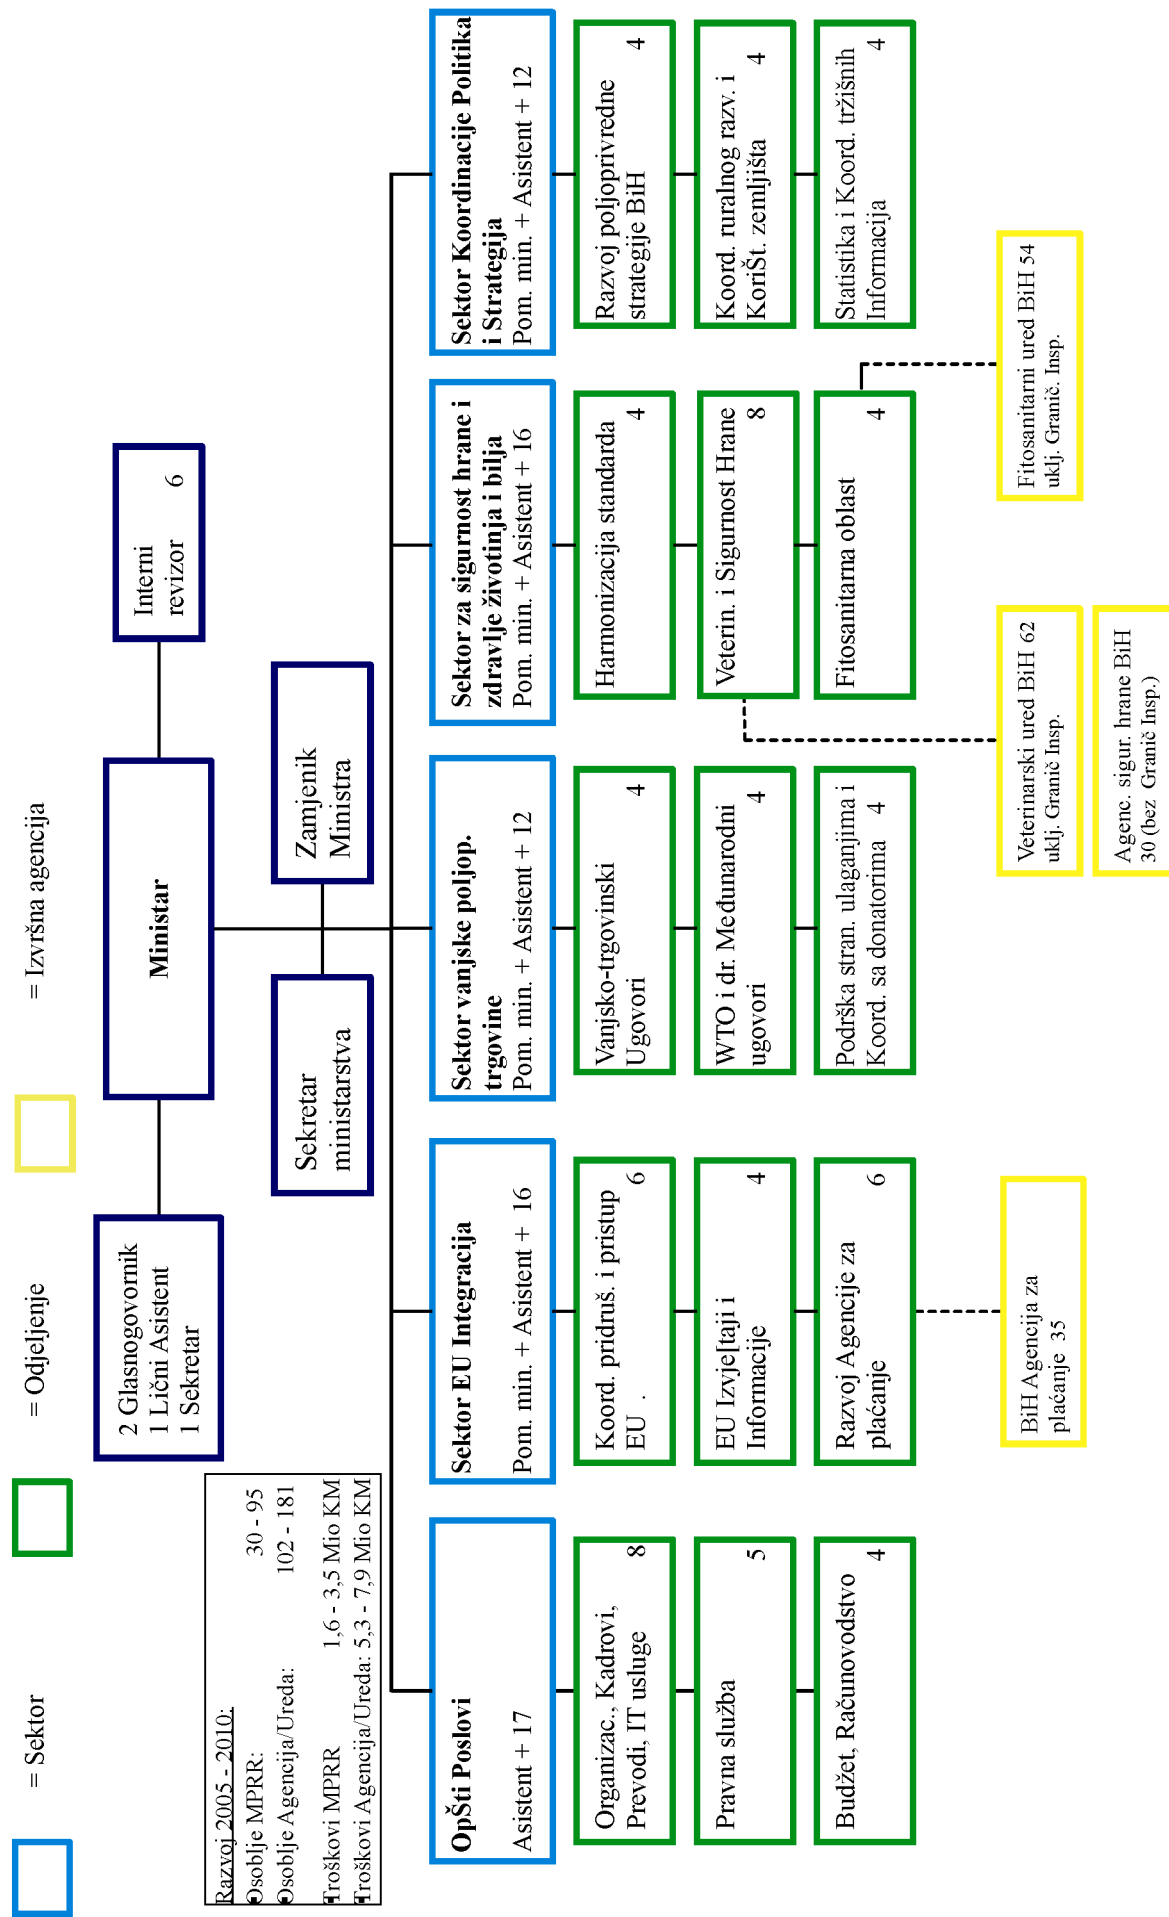 = Sektor
= Odjeljenje
= Izvršna agencija
Razvoj 2005 - 2010:
Osoblje MPRR: 30 - 95
Osoblje Agencija/Ureda: 102 - 181
Troškovi MPRR 1,6 - 3,5 Mio KM
Troškovi Agencija/Ureda: 5,3 - 7,9 Mio KM
2 Glasnogovornik
1 Lični Asistent
1 Sekretar
Ministar
Interni
revizor 6
Sekretar
ministarstva
Zamjenik
Ministra
OpŠti Poslovi
Asistent + 17
Organizac., Kadrovi,
Prevodi, IT usluge 8
Pravna služba
5
Budžet, Računovodstvo
4
Sektor EU Integracija
Pom. min. + Asistent + 16
Koord. pridruš. i pristup
EU . 6
EU Izvje[taji i
Informacije 4
Razvoj Agencije za
plaćanje 6
BiH Agencija za
plaćanje 35
Sektor vanjske poljop.
trgovine
Pom. min. + Asistent + 12
Vanjsko-trgovinski
Ugovori 4
WTO i dr. Međunarodni
ugovori 4
Podrška stran. ulaganjima i
Koord. sa donatorima 4
Sektor za sigurnost hrane i
zdravlje životinja i bilja
Pom. min. + Asistent + 16
Harmonizacija standarda
4
Veterin. i Sigurnost Hrane
8
Fitosanitarna oblast
4
Veterinarski ured BiH 62
uklj. Granič Insp.
Agenc. sigur. hrane BiH
30 (bez Granič Insp.)
Fitosanitarni ured BiH 54
uklj. Granič. Insp.
Sektor Koordinacije Politika
i Strategija
Pom. min. + Asistent + 12
Razvoj poljoprivredne
strategije BiH 4
Koord. ruralnog razv. i
KoriŠt. zemljišta 4
Statistika i Koord. tržišnih
Informacija 4